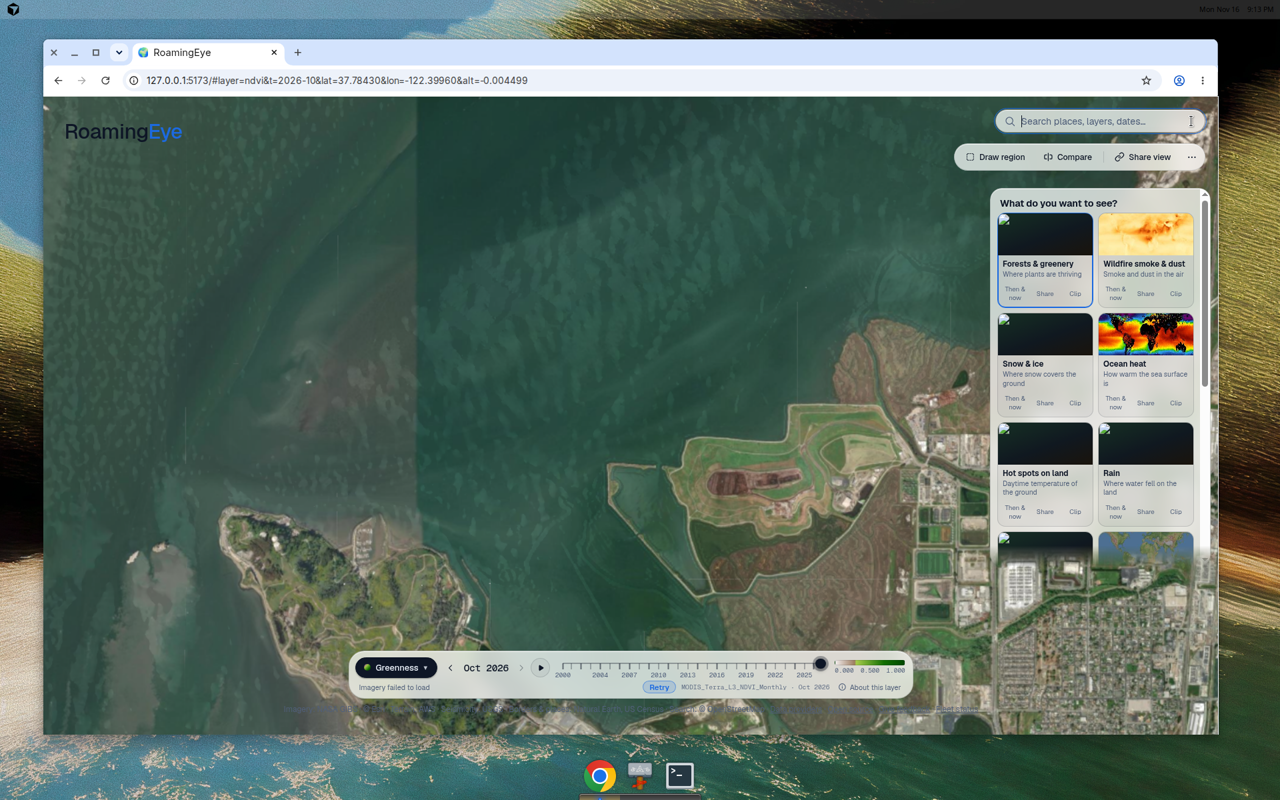 Mon Nov 16 9:13 PM
RoamingEye
127.0.0.1:5173/#layer=ndvi&t=2026-10&lat=37.78430&lon=-122.39960&alt=-0.004499
RoamingEye
Search places, layers, dates...
Draw region
Compare
Share view
What do you want to see?
Forests & greenery
Where plants are thriving
Then & now
Share
Clip
Wildfire smoke & dust
Smoke and dust in the air
Then & now
Share
Clip
Snow & ice
Where snow covers the
ground
Then & now
Share
Clip
Ocean heat
How warm the sea surface
is
Then & now
Share
Clip
Hot spots on land
Daytime temperature of
the ground
Then & now
Share
Clip
Rain
Where water fell on the
land
Then & now
Share
Clip
Greenness
Oct 2026
2000 2004 2007 2010 2013 2016 2019 2022 2025
0.000 0.500 1.000
Imagery failed to load
Retry
MODIS_Terra_L3_NDVI_Monthly · Oct 2026
About this layer